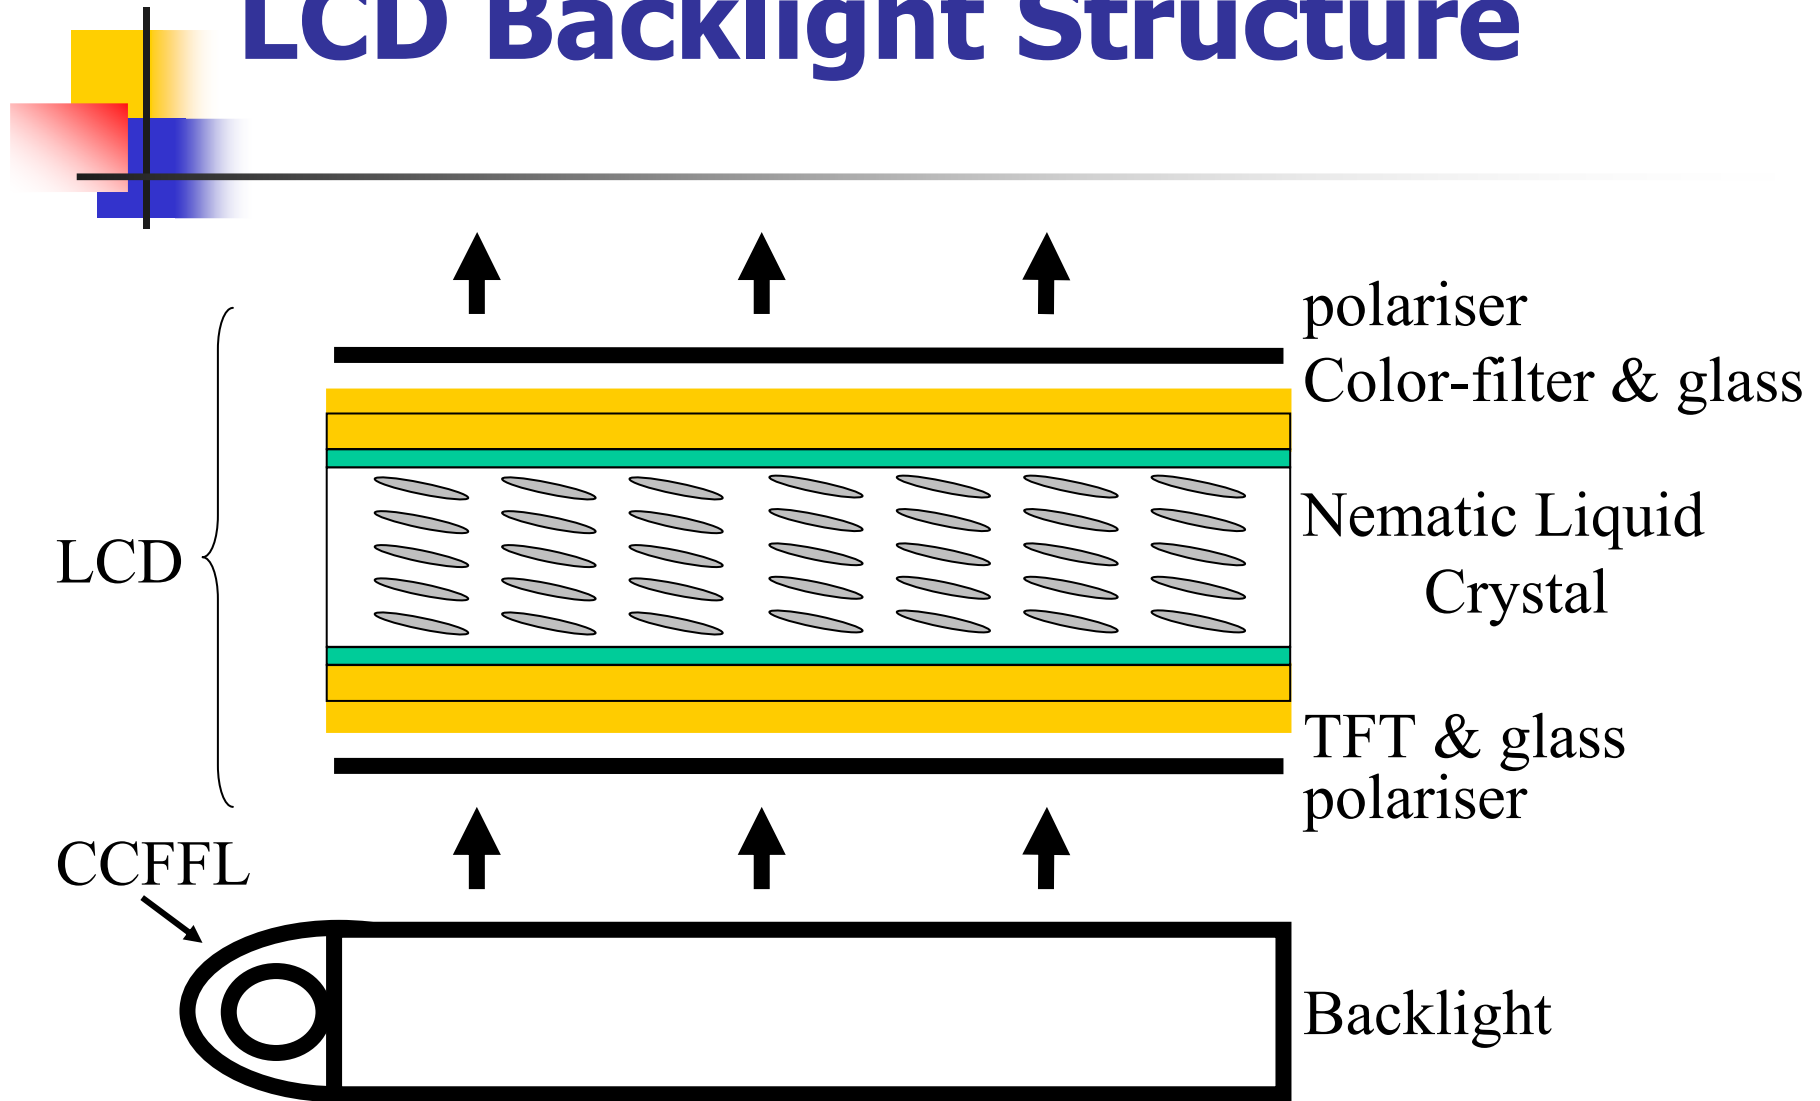 LCD Backlight Structure
polariser
Color-filter & glass
Nematic Liquid
Crystal
LCD
TFT & glass
polariser
CCFFL
Backlight